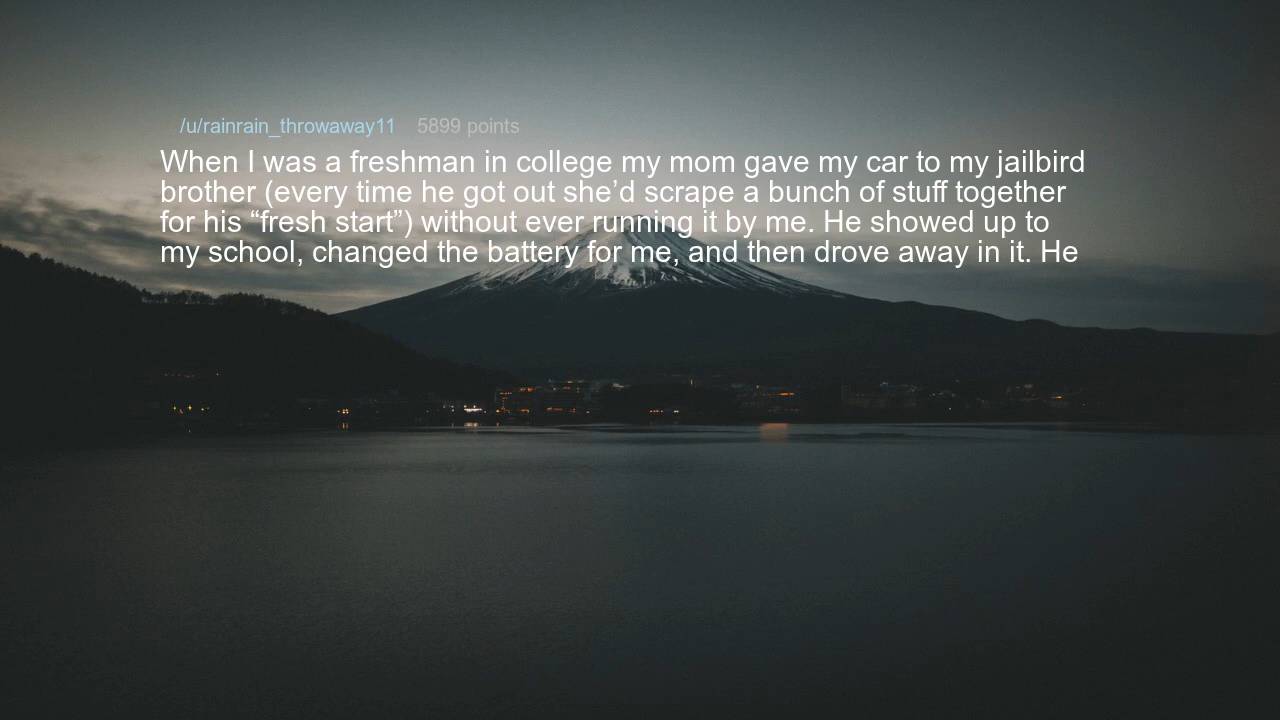 /u/rainrain_throwaway11 5899 points
When I was a freshman in college my mom gave my car to my jailbird
brother (every time he got out she’d scrape a bunch of stuff together
for his “fresh start”) without ever running it by me. He showed up to
my school, changed the battery for me, and then drove away in it. He